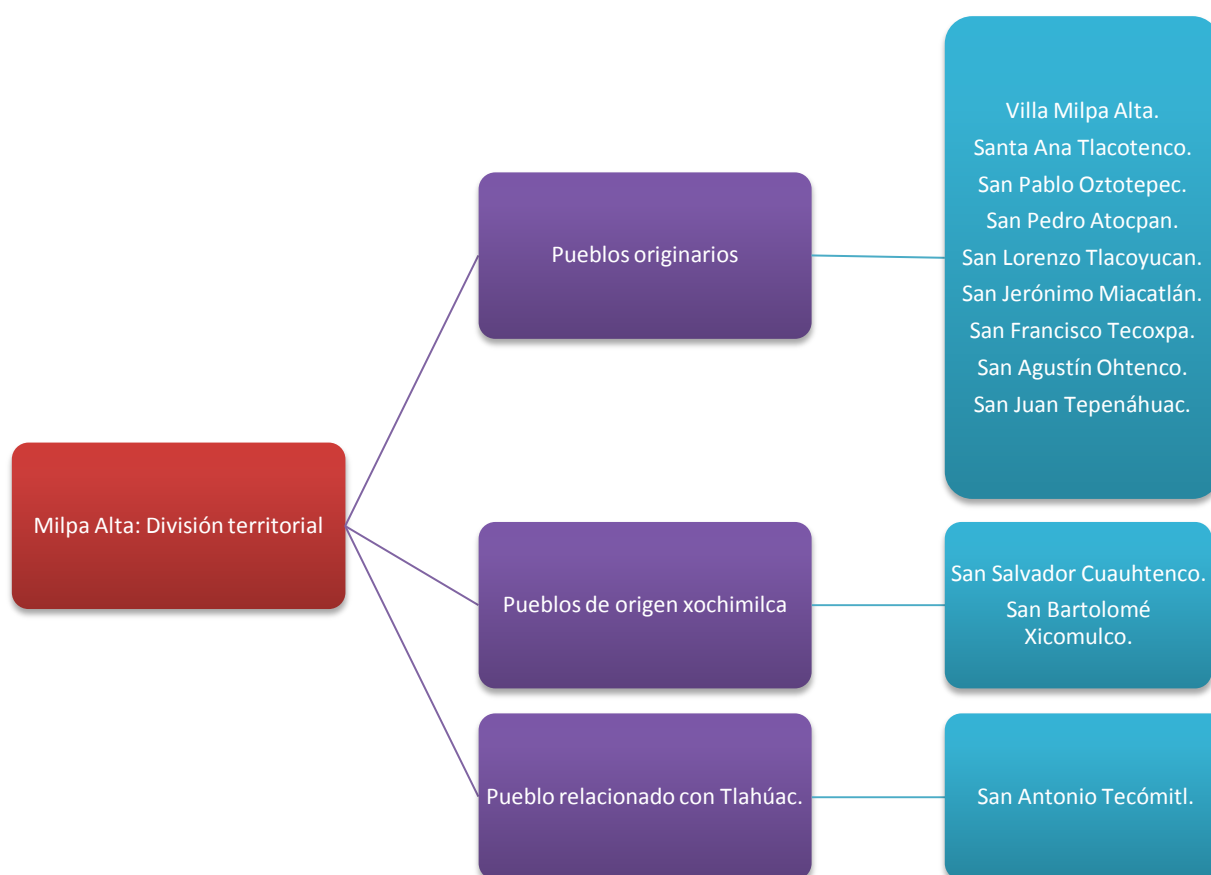 Milpa Alta: División territorial
Pueblos originarios
Villa Milpa Alta.
Santa Ana Tlacotenco.
San Pablo Oztotepec.
San Pedro Atocpan.
San Lorenzo Tlacoyucan.
San Jerónimo Miacatlán.
San Francisco Tecoxpa.
San Agustín Ohtenco.
San Juan Tepenáhuac.
Pueblos de origen xochimilca
San Salvador Cuauhtenco.
San Bartolomé
Xicomulco.
Pueblo relacionado con Tlahúac.
San Antonio Tecómitl.